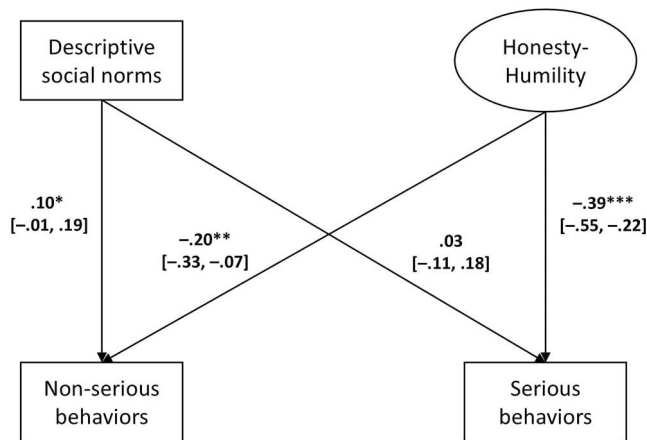 Descriptive
social norms
Honesty-
Humility
.10*
[–.01, .19]
–.20**
[–.33, –.07]
.03
[–.11, .18]
–.39***
[–.55, –.22]
Non-serious
behaviors
Serious
behaviors